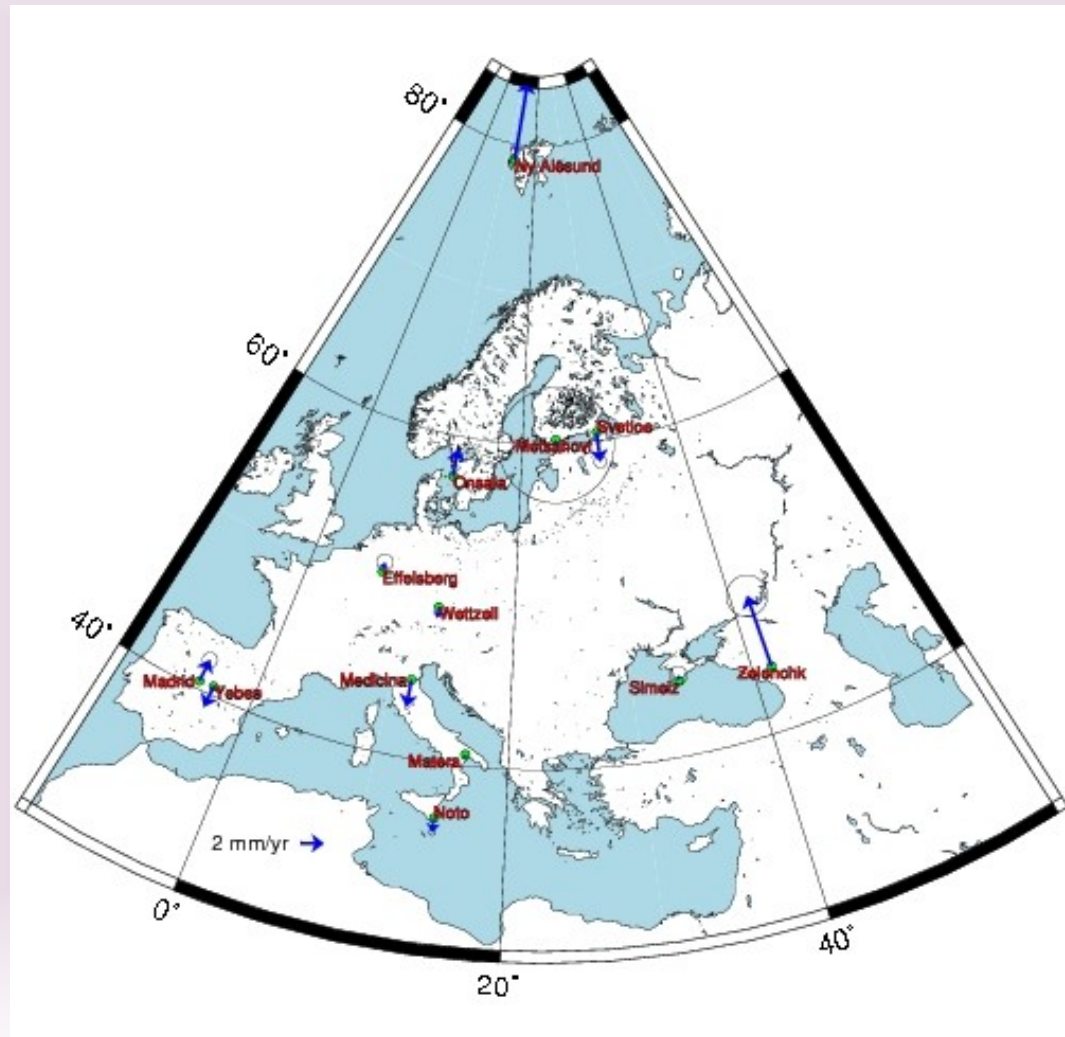 80°
Ny Alesund
60°
Svetloe
Metsahovi
Onsala
Effelsberg
Wettzell
40°
Madrid
Yebes
Medicina
Simeiz
Zelenchk
Matera
Noto
2 mm/yr
0°
20°
40°